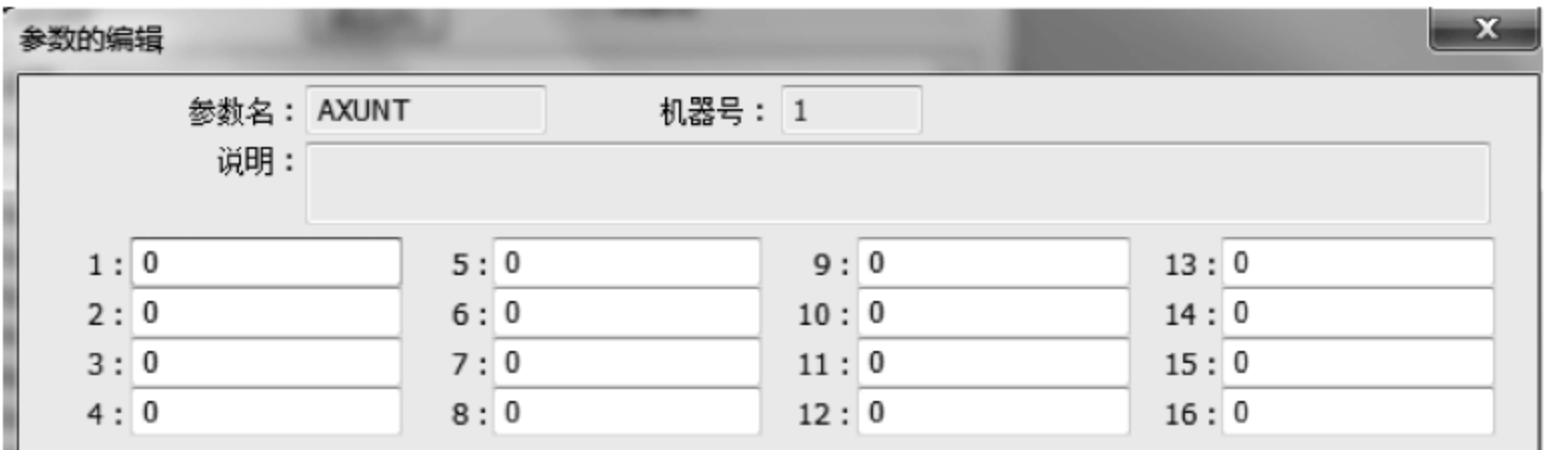 参数的编辑
x
参数名： AXUNT 机器号： 1
说明：
1： 0 5： 0 9： 0 13： 0
2： 0 6： 0 10： 0 14： 0
3： 0 7： 0 11： 0 15： 0
4： 0 8： 0 12： 0 16： 0